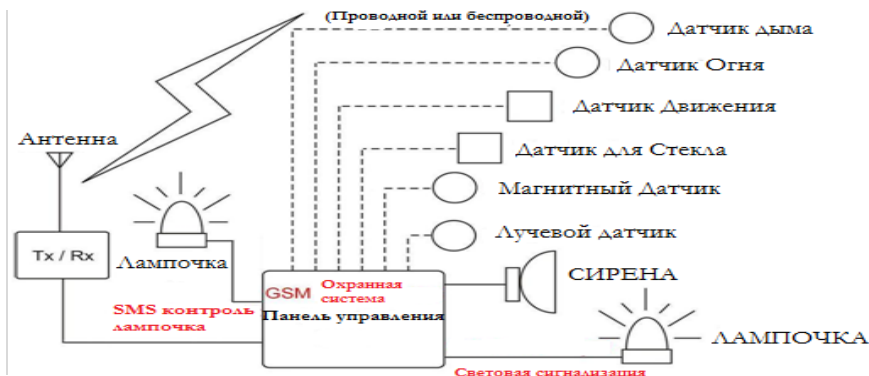 (Проводной или беспроводной)
Датчик дыма
Датчик Огня
Датчик Движения
Антенна
Датчик для Стекла
Магнитный Датчик
Лучевой датчик
Tx / Rx
Лампочка
СИРЕНА
GSM Охранная
система
SMS контроль
лампочка
Панель управления
ЛАМПОЧКА
Световая сигнализация